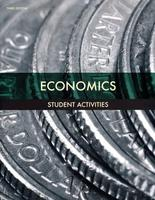 THIRD EDITION
ECONOMICS
STUDENT ACTIVITIES